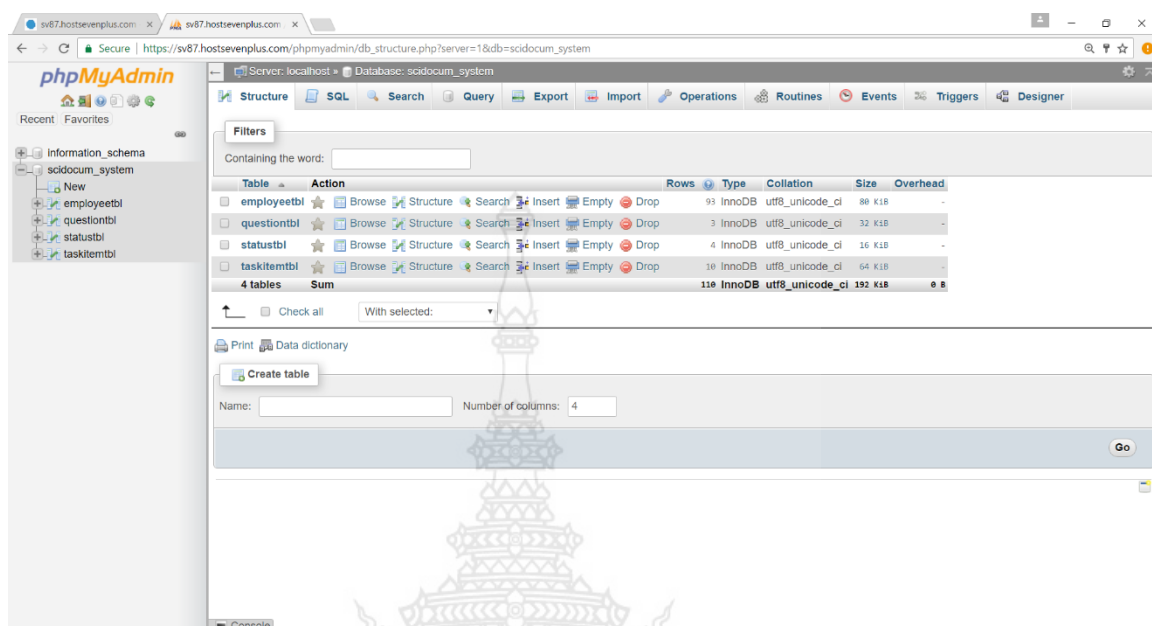 sv87.hostsevenplus.com × sv87.hostsevenplus.com ×
Secure | https://sv87.hostsevenplus.com/phpmyadmin/db_structure.php?server=1&db=scidocum_system
phpMyAdmin
Recent Favorites
information_schema
scidocum_system
New
employeetbl
questiontbl
statustbl
taskitemtbl
Server: localhost » Database: scidocum_system
Structure SQL Search Query Export Import Operations Routines Events Triggers Designer
Filters
Containing the word:
Table Action Rows Type Collation Size Overhead
employeetbl Browse Structure Search Insert Empty Drop 93 InnoDB utf8_unicode_ci 80 KiB -
questiontbl Browse Structure Search Insert Empty Drop 3 InnoDB utf8_unicode_ci 32 KiB -
statustbl Browse Structure Search Insert Empty Drop 4 InnoDB utf8_unicode_ci 16 KiB -
taskitemtbl Browse Structure Search Insert Empty Drop 10 InnoDB utf8_unicode_ci 64 KiB -
4 tables Sum 110 InnoDB utf8_unicode_ci 192 KiB 0 B
Check all With selected:
Print Data dictionary
Create table
Name: Number of columns: 4
Go
Console